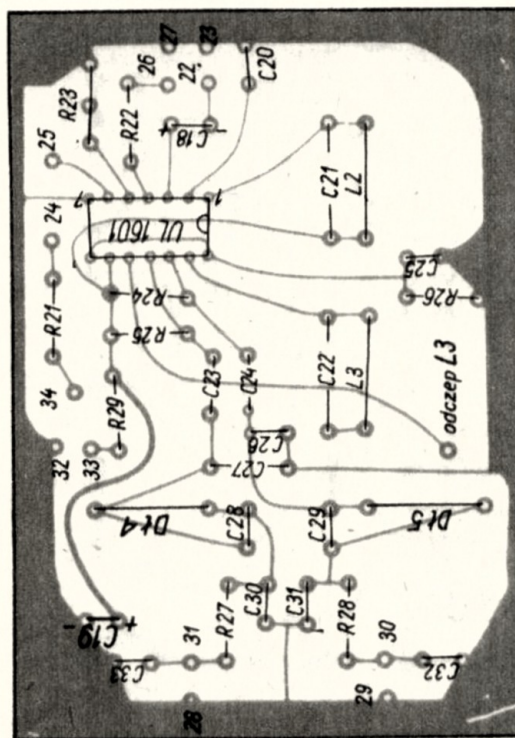 27
23
26
22
C20
R23
R22
+ C18 -
25
7
1
UL 1601
C21
L2
24
R21
R24
R25
C25
R26
34
R29
C23
C24
C22
L3
odczep L3
32
33
C26
C27
Dł4
C28
C29
Dł5
C19 -
+
C33
31
R27
C30
C31
R28
30
C32
28
29